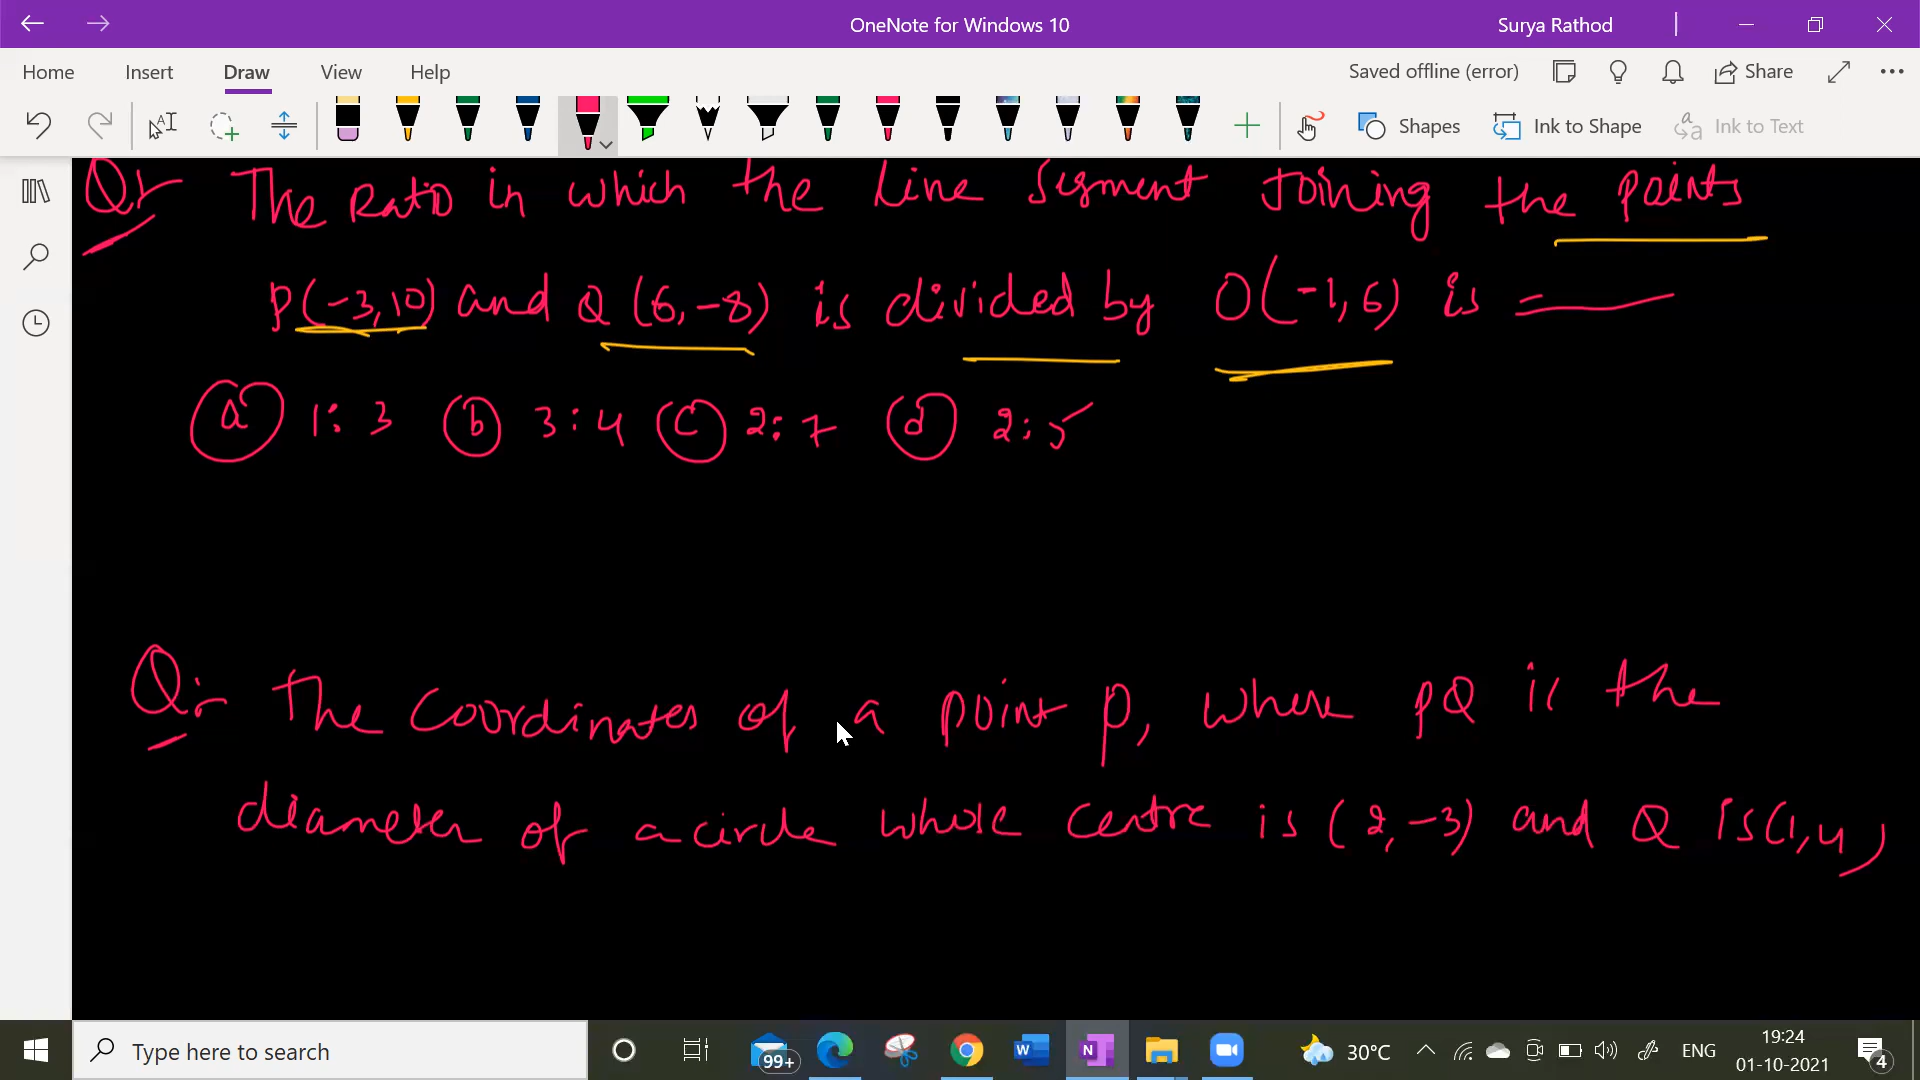 OneNote for Windows 10
Surya Rathod
Home Insert Draw View Help
Saved offline (error) Share
Shapes Ink to Shape Ink to Text
Q:- The Ratio in which the Line Segment Joining the points
P(-3,10) and Q (6,-8) is divided by O(-1,6) is
a 1:3 b 3:4 c 2:7 d 2:5
Q:- The coordinates of a point P, where PQ is the
diameter of a circle whose centre is (2,-3) and Q is (1,4)
Type here to search
99+
30°C
ENG
19:24
01-10-2021
4